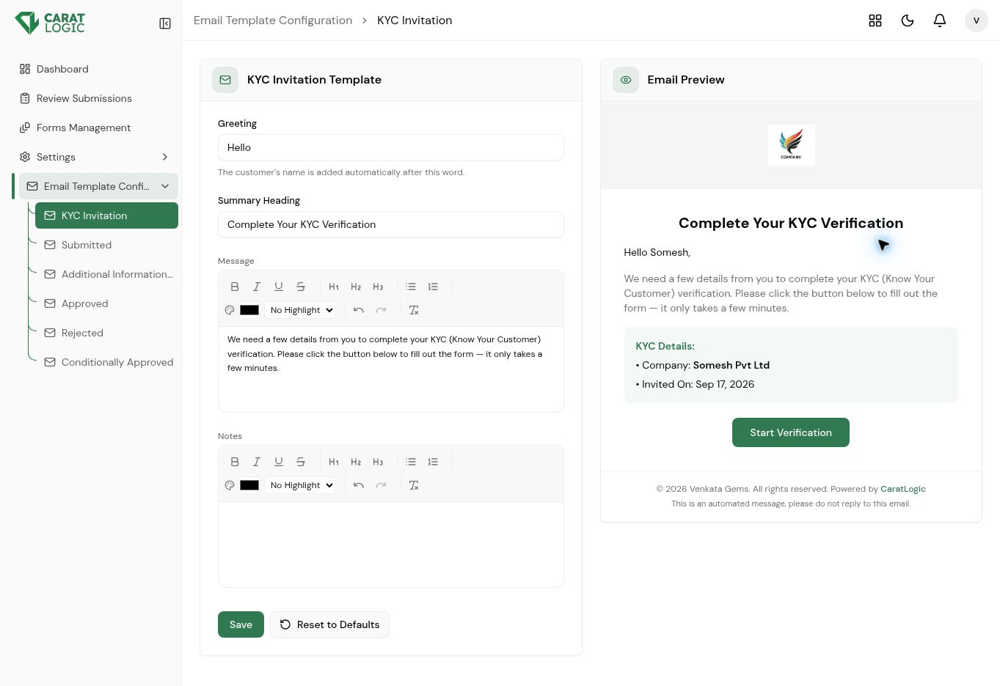 CARAT
LOGIC
Dashboard
Review Submissions
Forms Management
Settings
Email Template Confi...
KYC Invitation
Submitted
Additional Information...
Approved
Rejected
Conditionally Approved
Email Template Configuration > KYC Invitation
V
KYC Invitation Template
Greeting
Hello
The customer's name is added automatically after this word.
Summary Heading
Complete Your KYC Verification
Message
B I U S H1 H2 H3
No Highlight
We need a few details from you to complete your KYC (Know Your Customer)
verification. Please click the button below to fill out the form — it only takes a
few minutes.
Notes
B I U S H1 H2 H3
No Highlight
Save
Reset to Defaults
Email Preview
COMPANY
Complete Your KYC Verification
Hello Somesh,
We need a few details from you to complete your KYC (Know Your
Customer) verification. Please click the button below to fill out the
form — it only takes a few minutes.
KYC Details:
• Company: Somesh Pvt Ltd
• Invited On: Sep 17, 2026
Start Verification
© 2026 Venkata Gems. All rights reserved. Powered by CaratLogic
This is an automated message, please do not reply to this email.